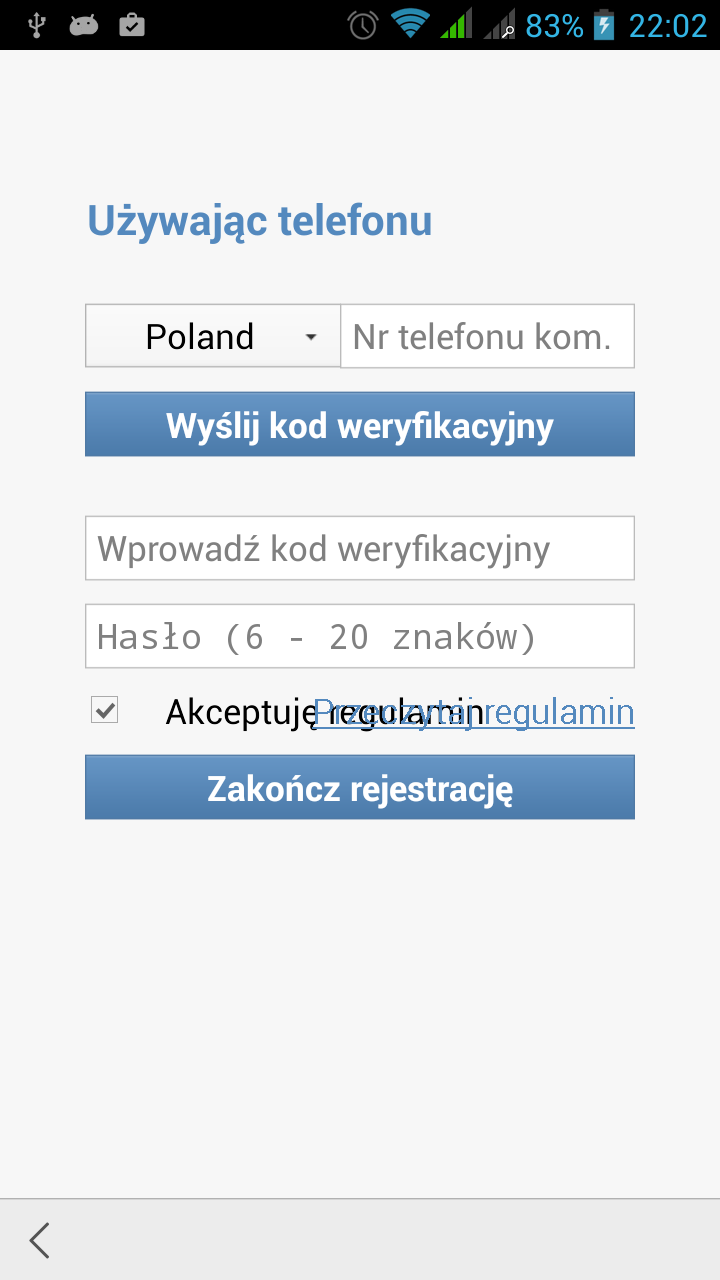 83% 22:02
Używając telefonu
Poland Nr telefonu kom.
Wyślij kod weryfikacyjny
Wprowadź kod weryfikacyjny
Hasło (6 - 20 znaków)
Akceptuję regulamin Przeczytaj regulamin
Zakończ rejestrację